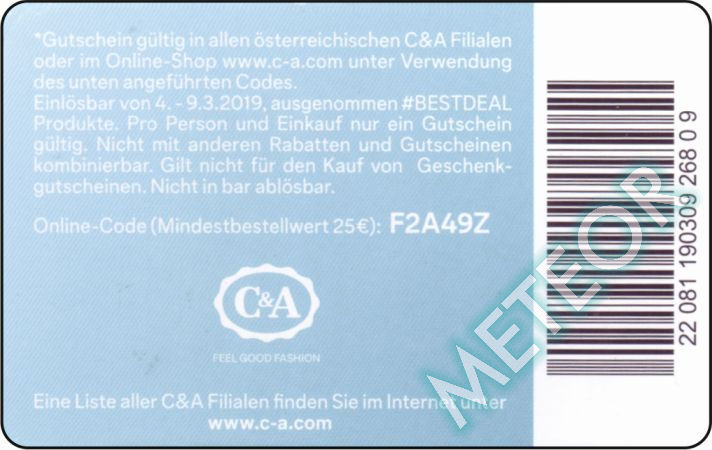 *Gutschein gültig in allen österreichischen C&A Filialen
oder im Online-Shop www.c-a.com unter Verwendung
des unten angeführten Codes.
Einlösbar von 4. - 9.3.2019, ausgenommen #BESTDEAL
Produkte. Pro Person und Einkauf nur ein Gutschein
gültig. Nicht mit anderen Rabatten und Gutscheinen
kombinierbar. Gilt nicht für den Kauf von Geschenk-
gutscheinen. Nicht in bar ablösbar.
Online-Code (Mindestbestellwert 25€): F2A49Z
C&A
FEEL GOOD FASHION
Eine Liste aller C&A Filialen finden Sie im Internet unter
www.c-a.com
22 081 190309 268 0 9
METEOR